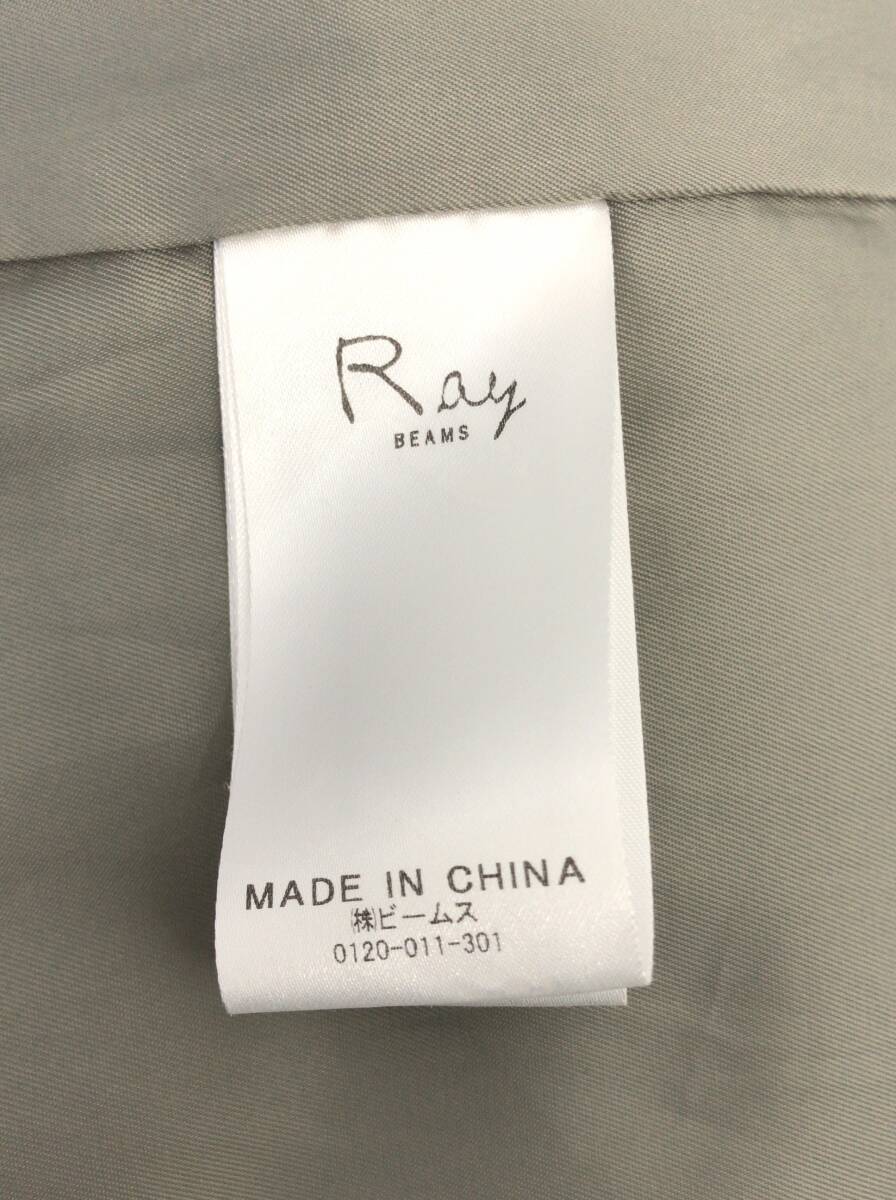 Ray
BEAMS
MADE IN CHINA
㈱ビームス
0120-011-301